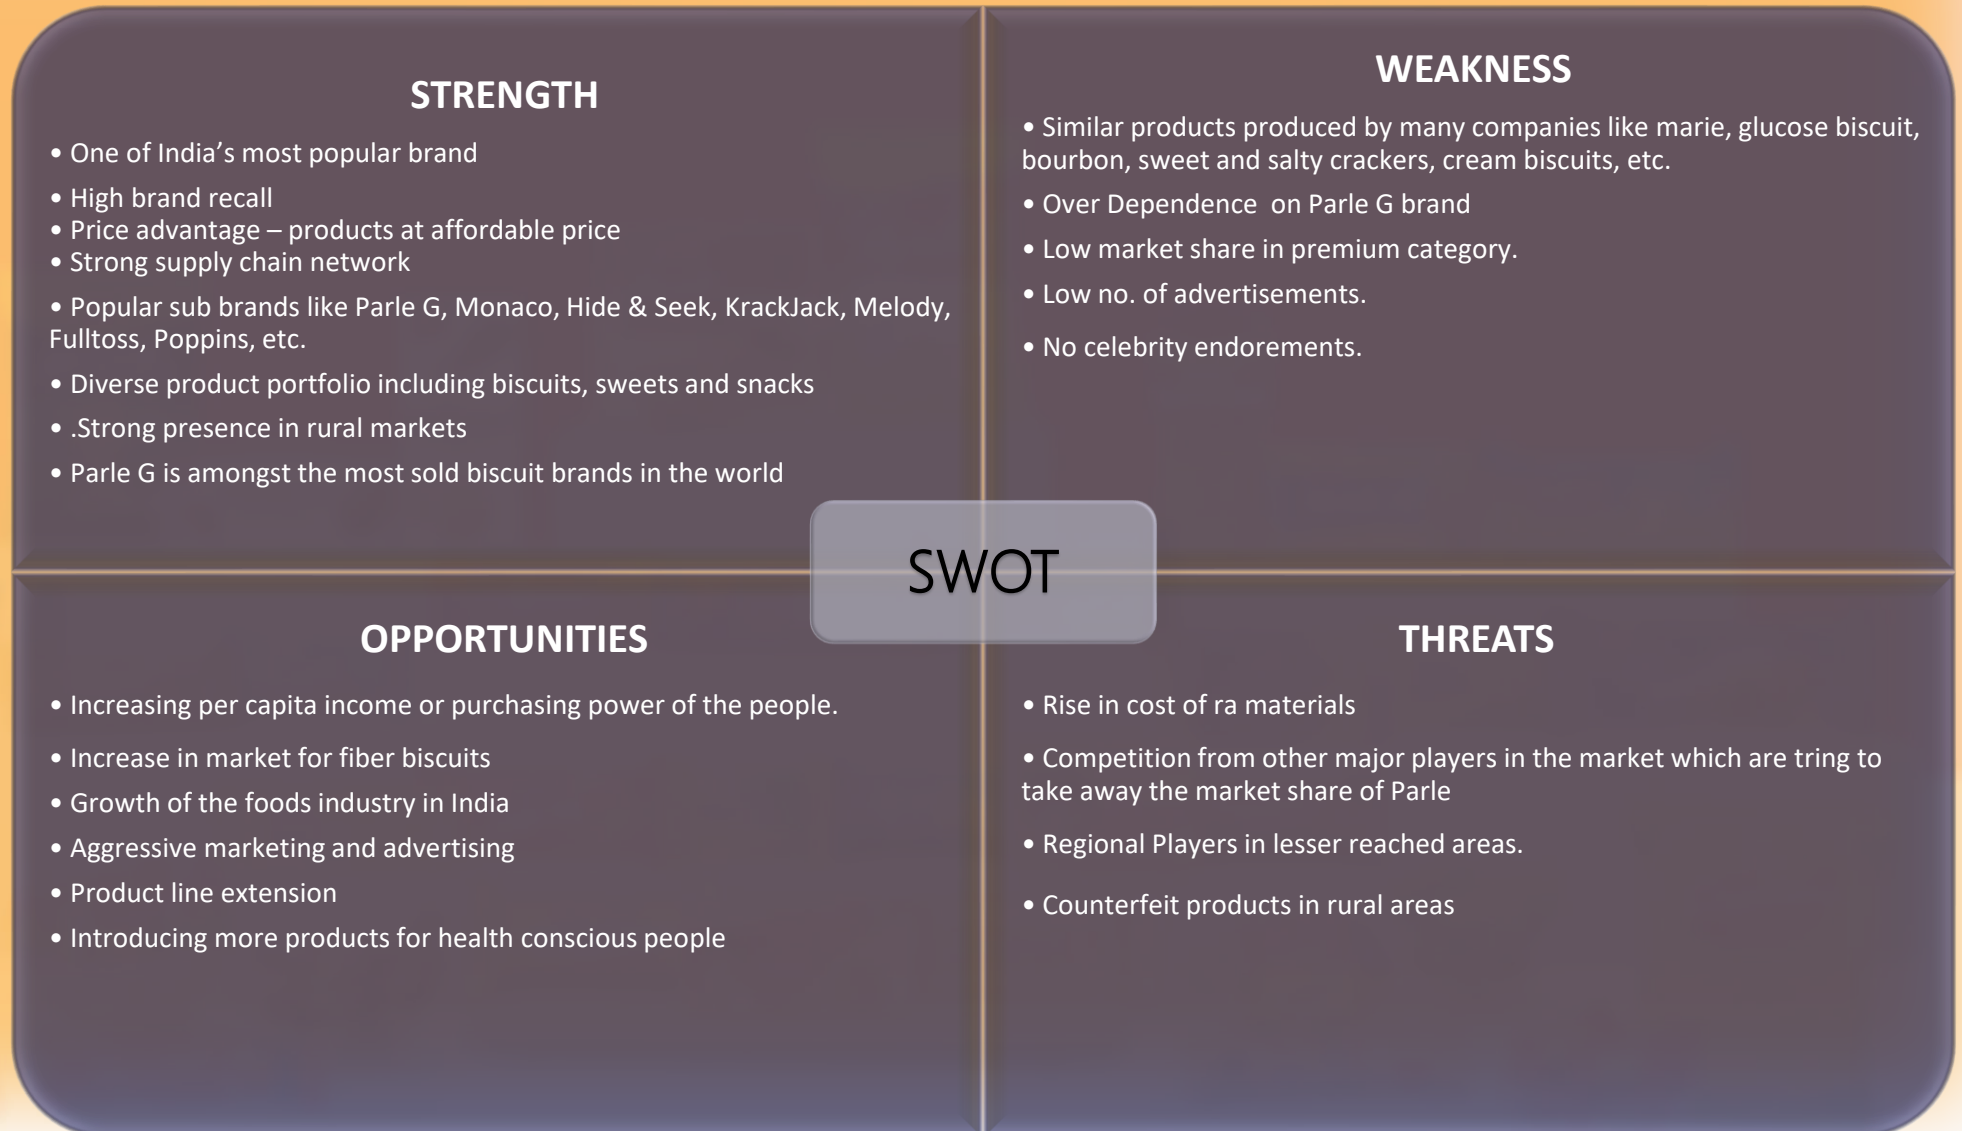 STRENGTH
• One of India’s most popular brand
• High brand recall
• Price advantage – products at affordable price
• Strong supply chain network
• Popular sub brands like Parle G, Monaco, Hide & Seek, KrackJack, Melody,
Fulltoss, Poppins, etc.
• Diverse product portfolio including biscuits, sweets and snacks
• .Strong presence in rural markets
• Parle G is amongst the most sold biscuit brands in the world
WEAKNESS
• Similar products produced by many companies like marie, glucose biscuit,
bourbon, sweet and salty crackers, cream biscuits, etc.
• Over Dependence  on Parle G brand
• Low market share in premium category.
• Low no. of advertisements.
• No celebrity endorements.
SWOT
OPPORTUNITIES
• Increasing per capita income or purchasing power of the people.
• Increase in market for fiber biscuits
• Growth of the foods industry in India
• Aggressive marketing and advertising
• Product line extension
• Introducing more products for health conscious people
THREATS
• Rise in cost of ra materials
• Competition from other major players in the market which are tring to
take away the market share of Parle
• Regional Players in lesser reached areas.
• Counterfeit products in rural areas